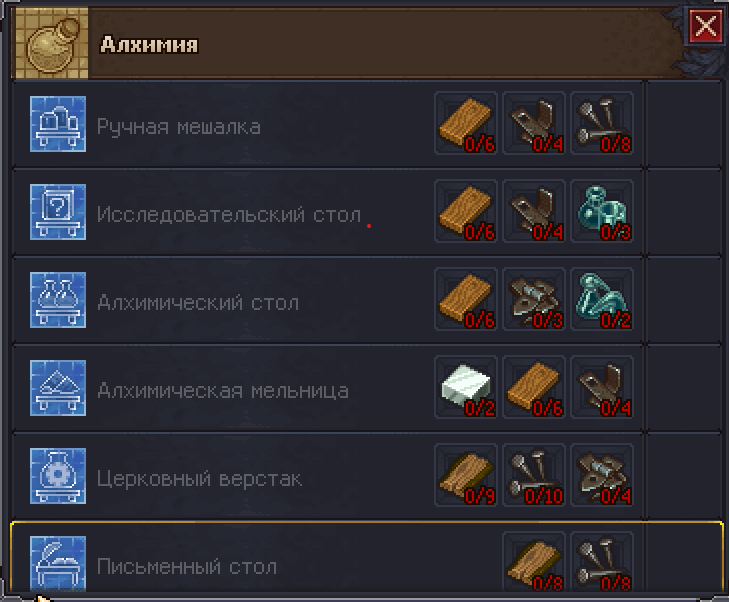 Алхимия
Ручная мешалка 0/6 0/4 0/8
Исследовательский стол 0/6 0/4 0/3
?
Алхимический стол 0/6 0/3 0/2
Алхимическая мельница 0/2 0/6 0/4
Церковный верстак 0/9 0/10 0/4
Письменный стол 0/8 0/8